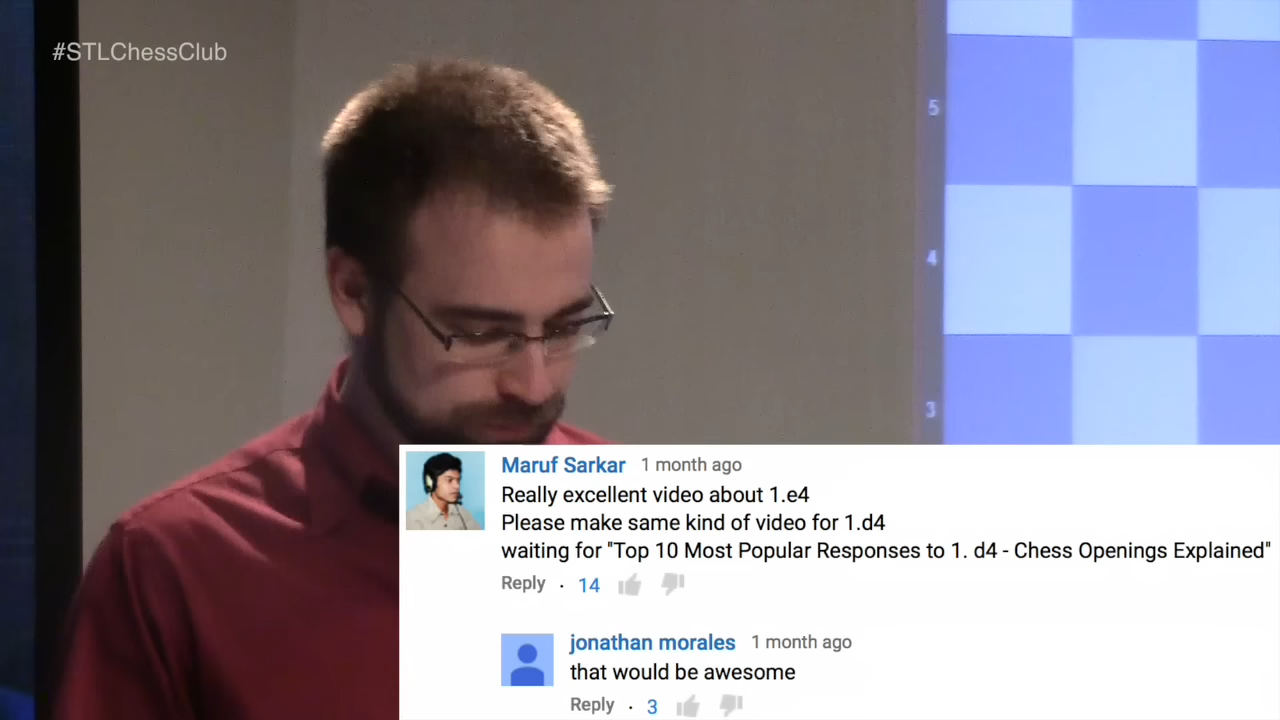 #STLChessClub
5
4
3
Maruf Sarkar 1 month ago
Really excellent video about 1.e4
Please make same kind of video for 1.d4
waiting for "Top 10 Most Popular Responses to 1. d4 - Chess Openings Explained"
Reply · 14
jonathan morales 1 month ago
that would be awesome
Reply · 3